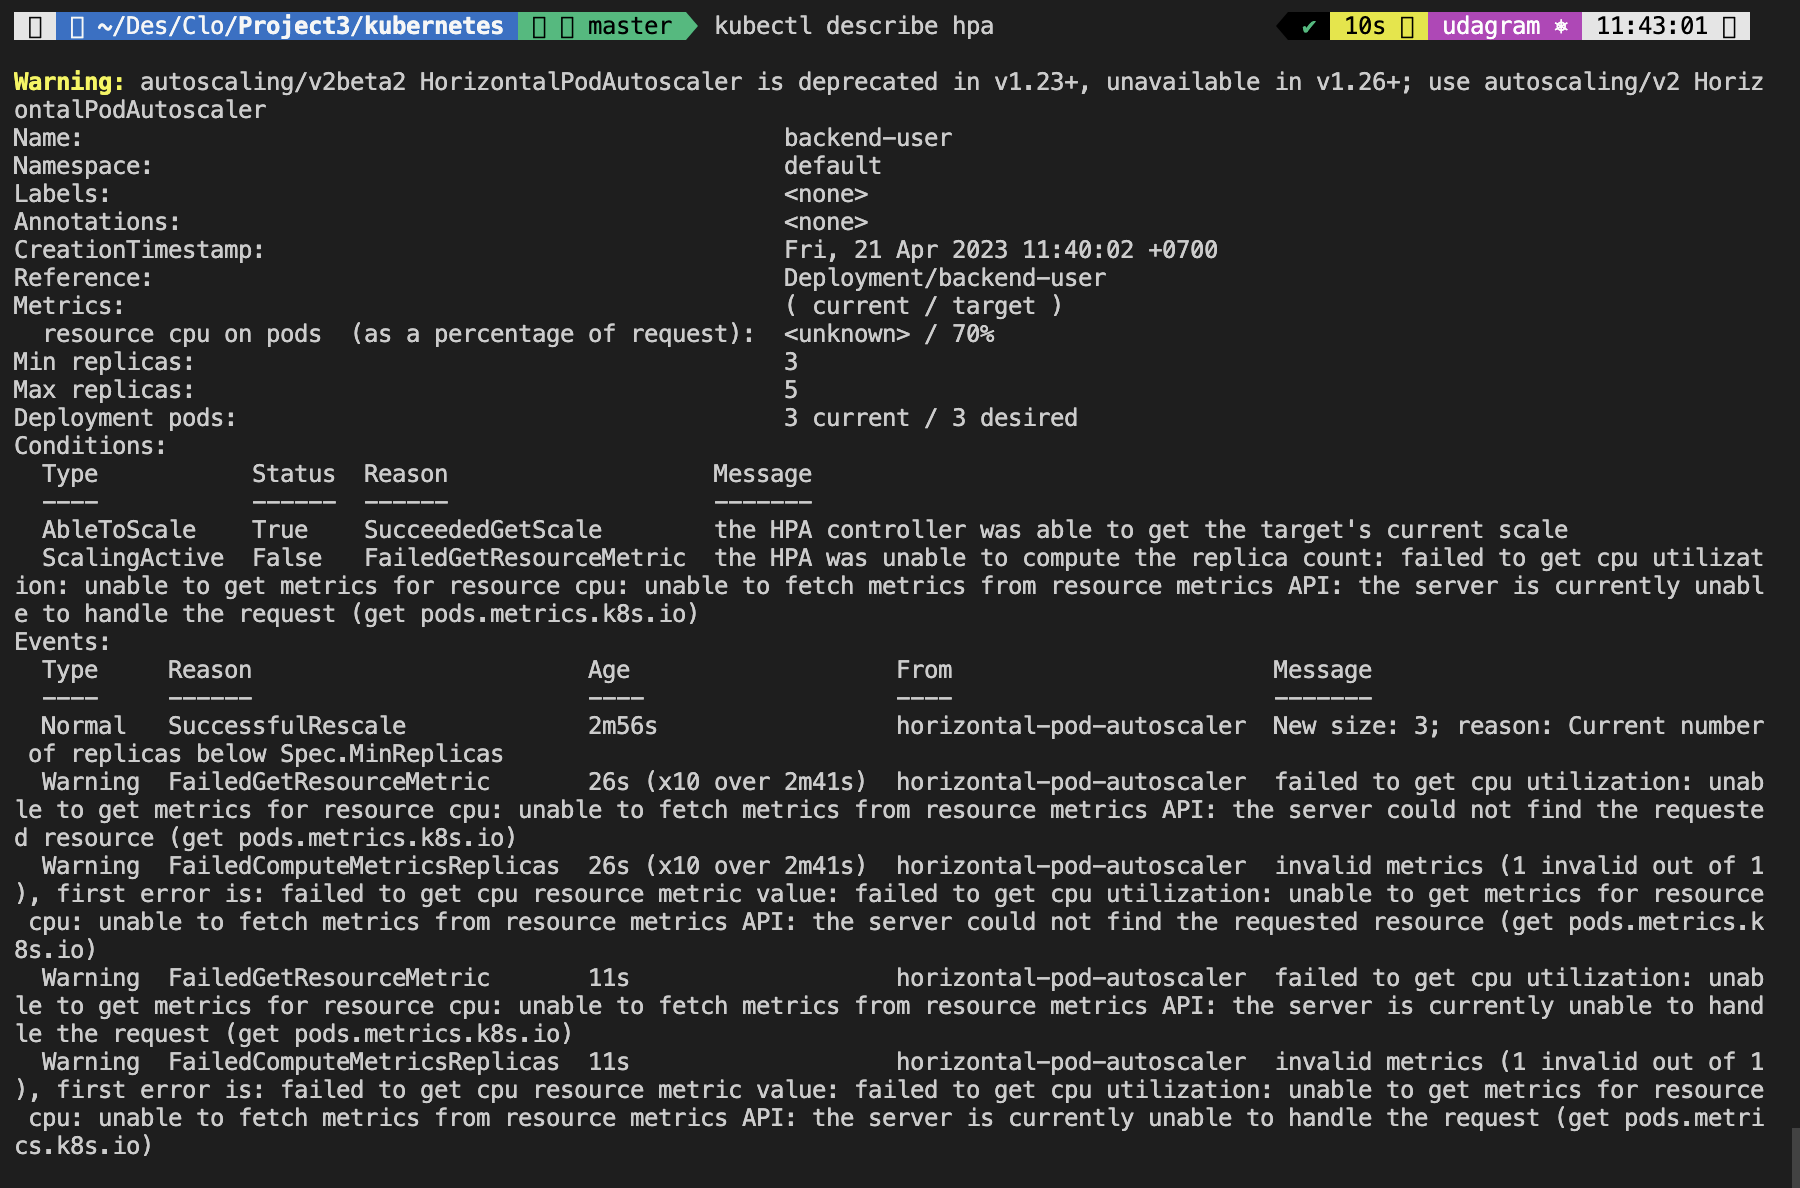 ~/Des/Clo/Project3/kubernetes master kubectl describe hpa ✔ 10s udagram ⎈ 11:43:01
Warning: autoscaling/v2beta2 HorizontalPodAutoscaler is deprecated in v1.23+, unavailable in v1.26+; use autoscaling/v2 Horiz
ontalPodAutoscaler
Name: backend-user
Namespace: default
Labels: <none>
Annotations: <none>
CreationTimestamp: Fri, 21 Apr 2023 11:40:02 +0700
Reference: Deployment/backend-user
Metrics: ( current / target )
resource cpu on pods (as a percentage of request): <unknown> / 70%
Min replicas: 3
Max replicas: 5
Deployment pods: 3 current / 3 desired
Conditions:
Type Status Reason Message
---- ------ ------ -------
AbleToScale True SucceededGetScale the HPA controller was able to get the target's current scale
ScalingActive False FailedGetResourceMetric the HPA was unable to compute the replica count: failed to get cpu utilizat
ion: unable to get metrics for resource cpu: unable to fetch metrics from resource metrics API: the server is currently unabl
e to handle the request (get pods.metrics.k8s.io)
Events:
Type Reason Age From Message
---- ------ ---- ---- -------
Normal SuccessfulRescale 2m56s horizontal-pod-autoscaler New size: 3; reason: Current number
of replicas below Spec.MinReplicas
Warning FailedGetResourceMetric 26s (x10 over 2m41s) horizontal-pod-autoscaler failed to get cpu utilization: unab
le to get metrics for resource cpu: unable to fetch metrics from resource metrics API: the server could not find the requeste
d resource (get pods.metrics.k8s.io)
Warning FailedComputeMetricsReplicas 26s (x10 over 2m41s) horizontal-pod-autoscaler invalid metrics (1 invalid out of 1
), first error is: failed to get cpu resource metric value: failed to get cpu utilization: unable to get metrics for resource
cpu: unable to fetch metrics from resource metrics API: the server could not find the requested resource (get pods.metrics.k
8s.io)
Warning FailedGetResourceMetric 11s horizontal-pod-autoscaler failed to get cpu utilization: unab
le to get metrics for resource cpu: unable to fetch metrics from resource metrics API: the server is currently unable to hand
le the request (get pods.metrics.k8s.io)
Warning FailedComputeMetricsReplicas 11s horizontal-pod-autoscaler invalid metrics (1 invalid out of 1
), first error is: failed to get cpu resource metric value: failed to get cpu utilization: unable to get metrics for resource
cpu: unable to fetch metrics from resource metrics API: the server is currently unable to handle the request (get pods.metri
cs.k8s.io)